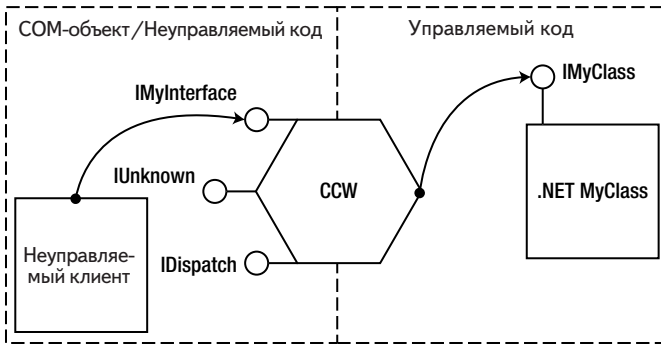 COM-объект/Неуправляемый код
Управляемый код
IMyInterface
IMyClass
IUnknown
CCW
.NET MyClass
Неуправляе-
мый клиент
IDispatch